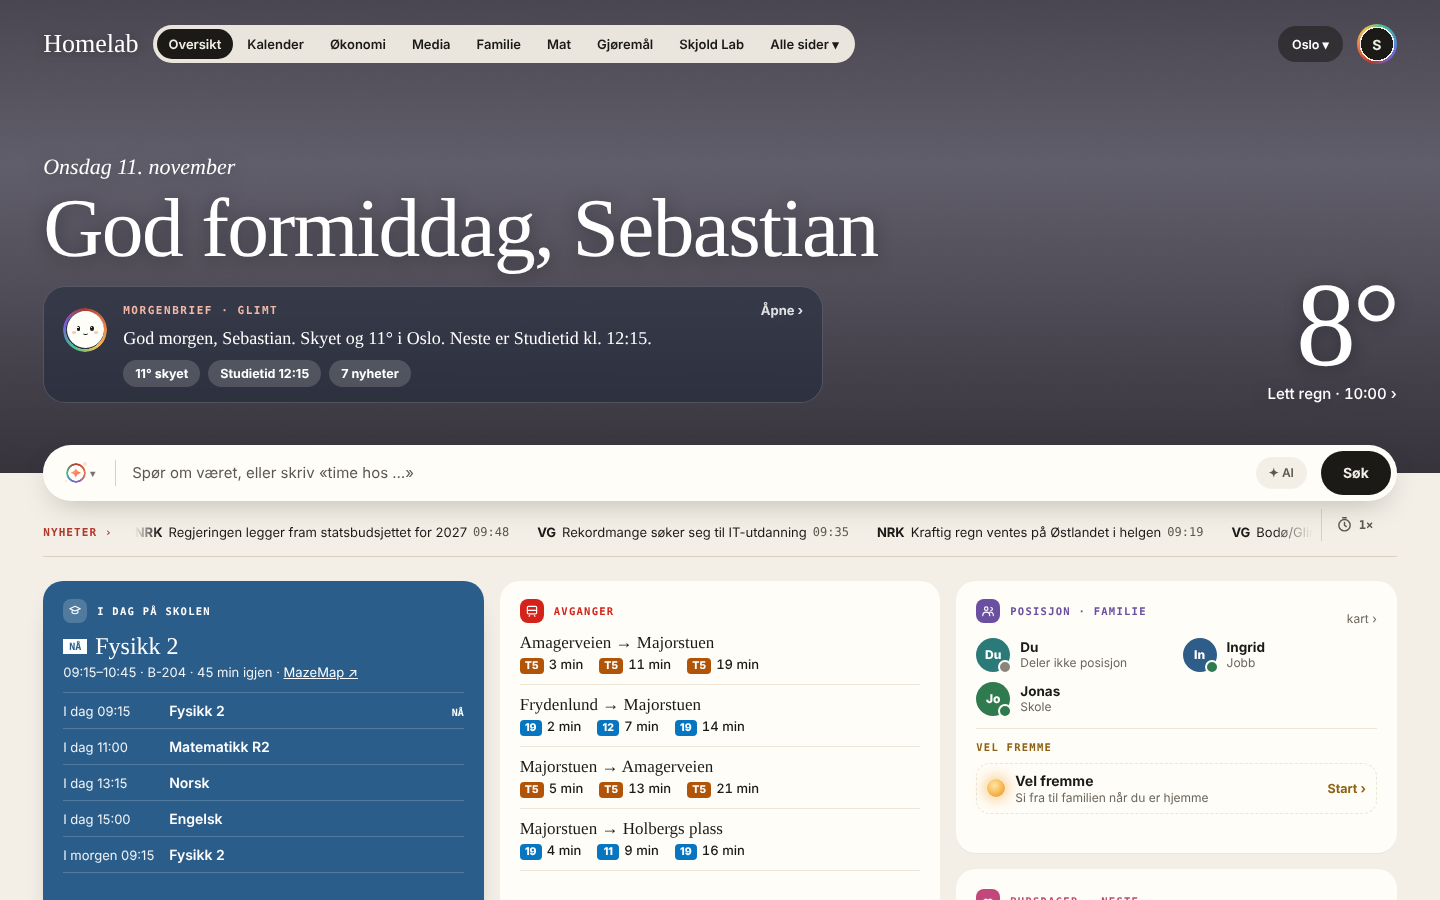 Homelab
Oversikt Kalender Økonomi Media Familie Mat Gjøremål Skjold Lab Alle sider ▾
Oslo ▾
S
Onsdag 11. november
God formiddag, Sebastian
MORGENBRIEF · GLIMT
Åpne ›
God morgen, Sebastian. Skyet og 11° i Oslo. Neste er Studietid kl. 12:15.
11° skyet Studietid 12:15 7 nyheter
8°
Lett regn · 10:00 ›
Spør om været, eller skriv «time hos …»
✦ AI
Søk
NYHETER ›
NRK Regjeringen legger fram statsbudsjettet for 2027 09:48 VG Rekordmange søker seg til IT-utdanning 09:35 NRK Kraftig regn ventes på Østlandet i helgen 09:19 VG Bodø/Gli
1×
I DAG PÅ SKOLEN
NÅ Fysikk 2
09:15–10:45 · B-204 · 45 min igjen · MazeMap ↗
I dag 09:15 Fysikk 2 NÅ
I dag 11:00 Matematikk R2
I dag 13:15 Norsk
I dag 15:00 Engelsk
I morgen 09:15 Fysikk 2
AVGANGER
Amagerveien → Majorstuen
T5 3 min T5 11 min T5 19 min
Frydenlund → Majorstuen
19 2 min 12 7 min 19 14 min
Majorstuen → Amagerveien
T5 5 min T5 13 min T5 21 min
Majorstuen → Holbergs plass
19 4 min 11 9 min 19 16 min
POSISJON · FAMILIE
kart ›
Du Du
Deler ikke posisjon
In Ingrid
Jobb
Jo Jonas
Skole
VEL FREMME
Vel fremme
Si fra til familien når du er hjemme
Start ›